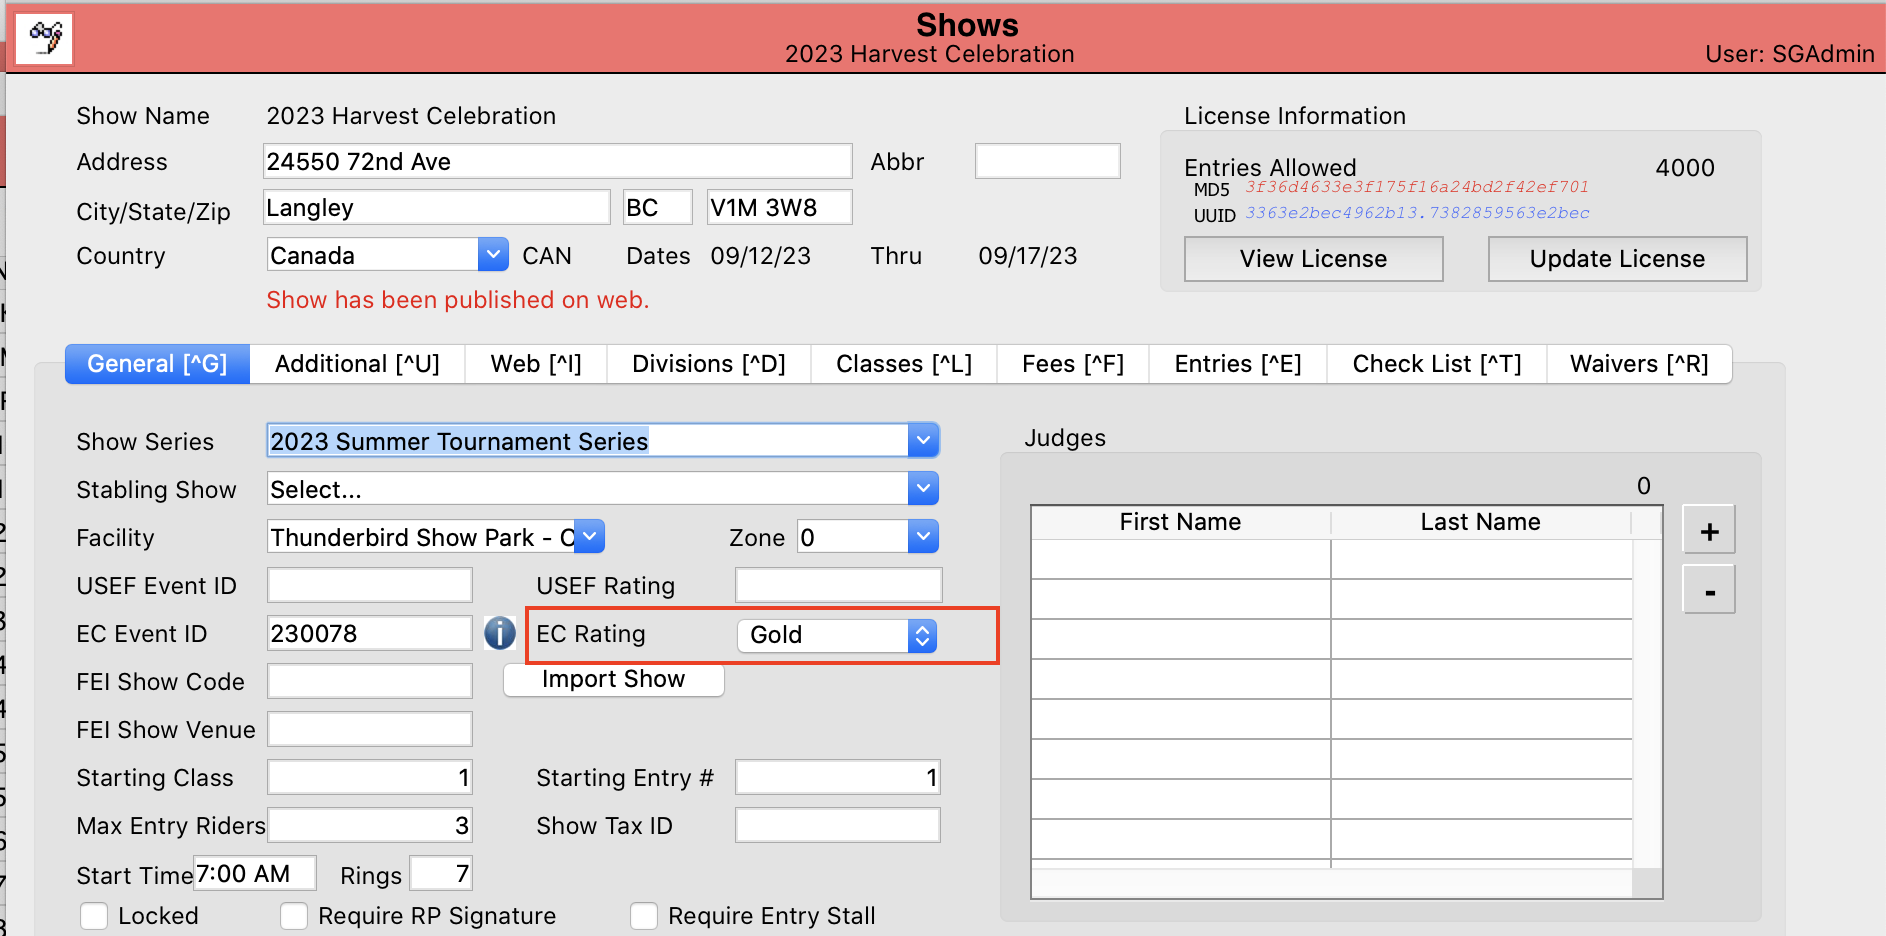 Shows
2023 Harvest Celebration
User: SGAdmin
Show Name 2023 Harvest Celebration
License Information
Address 24550 72nd Ave Abbr
Entries Allowed 4000
MD5 3f36d4633e3f175f16a24bd2f42ef701
City/State/Zip Langley BC V1M 3W8
UUID 3363e2bec4962b13.7382859563e2bec
Country Canada CAN Dates 09/12/23 Thru 09/17/23
View License Update License
Show has been published on web.
General [^G] Additional [^U] Web [^I] Divisions [^D] Classes [^L] Fees [^F] Entries [^E] Check List [^T] Waivers [^R]
Show Series 2023 Summer Tournament Series
Judges
Stabling Show Select...
0
First Name Last Name
Facility Thunderbird Show Park - C Zone 0
+
USEF Event ID USEF Rating
-
EC Event ID 230078 i EC Rating Gold
FEI Show Code Import Show
FEI Show Venue
Starting Class 1 Starting Entry # 1
Max Entry Riders 3 Show Tax ID
Start Time 7:00 AM Rings 7
Locked Require RP Signature Require Entry Stall